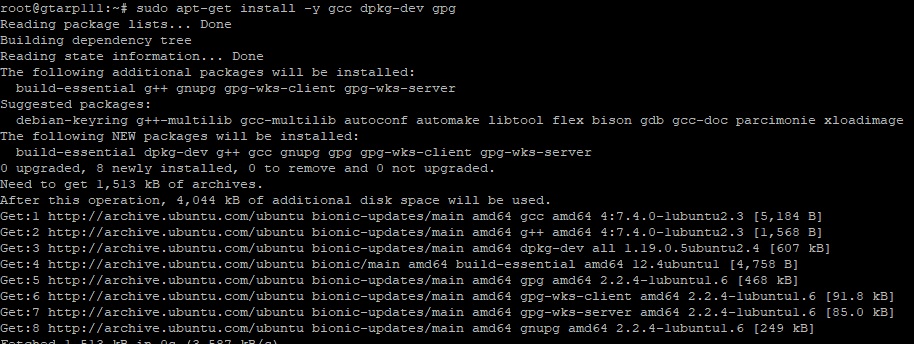 root@gtarp111:~# sudo apt-get install -y gcc dpkg-dev gpg
Reading package lists... Done
Building dependency tree
Reading state information... Done
The following additional packages will be installed:
  build-essential g++ gnupg gpg-wks-client gpg-wks-server
Suggested packages:
  debian-keyring g++-multilib gcc-multilib autoconf automake libtool flex bison gdb gcc-doc parcimonie xloadimage
The following NEW packages will be installed:
  build-essential dpkg-dev g++ gcc gnupg gpg gpg-wks-client gpg-wks-server
0 upgraded, 8 newly installed, 0 to remove and 0 not upgraded.
Need to get 1,513 kB of archives.
After this operation, 4,044 kB of additional disk space will be used.
Get:1 http://archive.ubuntu.com/ubuntu bionic-updates/main amd64 gcc amd64 4:7.4.0-1ubuntu2.3 [5,184 B]
Get:2 http://archive.ubuntu.com/ubuntu bionic-updates/main amd64 g++ amd64 4:7.4.0-1ubuntu2.3 [1,568 B]
Get:3 http://archive.ubuntu.com/ubuntu bionic-updates/main amd64 dpkg-dev all 1.19.0.5ubuntu2.4 [607 kB]
Get:4 http://archive.ubuntu.com/ubuntu bionic/main amd64 build-essential amd64 12.4ubuntu1 [4,758 B]
Get:5 http://archive.ubuntu.com/ubuntu bionic-updates/main amd64 gpg amd64 2.2.4-1ubuntu1.6 [468 kB]
Get:6 http://archive.ubuntu.com/ubuntu bionic-updates/main amd64 gpg-wks-client amd64 2.2.4-1ubuntu1.6 [91.8 kB]
Get:7 http://archive.ubuntu.com/ubuntu bionic-updates/main amd64 gpg-wks-server amd64 2.2.4-1ubuntu1.6 [85.0 kB]
Get:8 http://archive.ubuntu.com/ubuntu bionic-updates/main amd64 gnupg amd64 2.2.4-1ubuntu1.6 [249 kB]
Fetched 1,513 kB in 0s (3,587 kB/s)